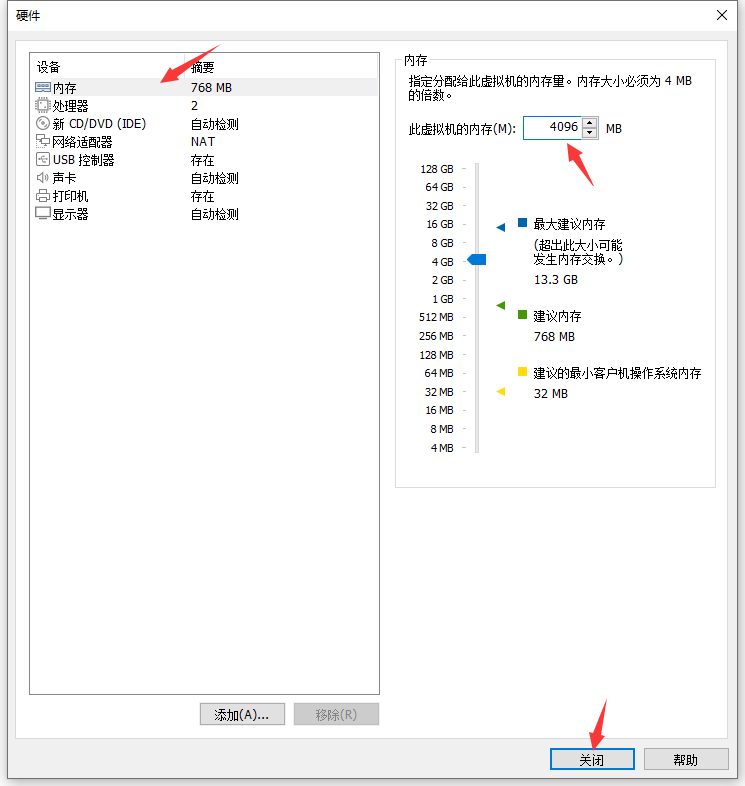 硬件
设备 摘要
内存 768 MB
处理器 2
新 CD/DVD (IDE) 自动检测
网络适配器 NAT
USB 控制器 存在
声卡 自动检测
打印机 存在
显示器 自动检测
添加(A)... 移除(R)
内存
指定分配给此虚拟机的内存量。内存大小必须为 4 MB
的倍数。
此虚拟机的内存(M): 4096 MB
128 GB
64 GB
32 GB
16 GB
8 GB
4 GB
2 GB
1 GB
512 MB
256 MB
128 MB
64 MB
32 MB
16 MB
8 MB
4 MB
最大建议内存
(超出此大小可能
发生内存交换。)
13.3 GB
建议内存
768 MB
建议的最小客户机操作系统内存
32 MB
关闭 帮助